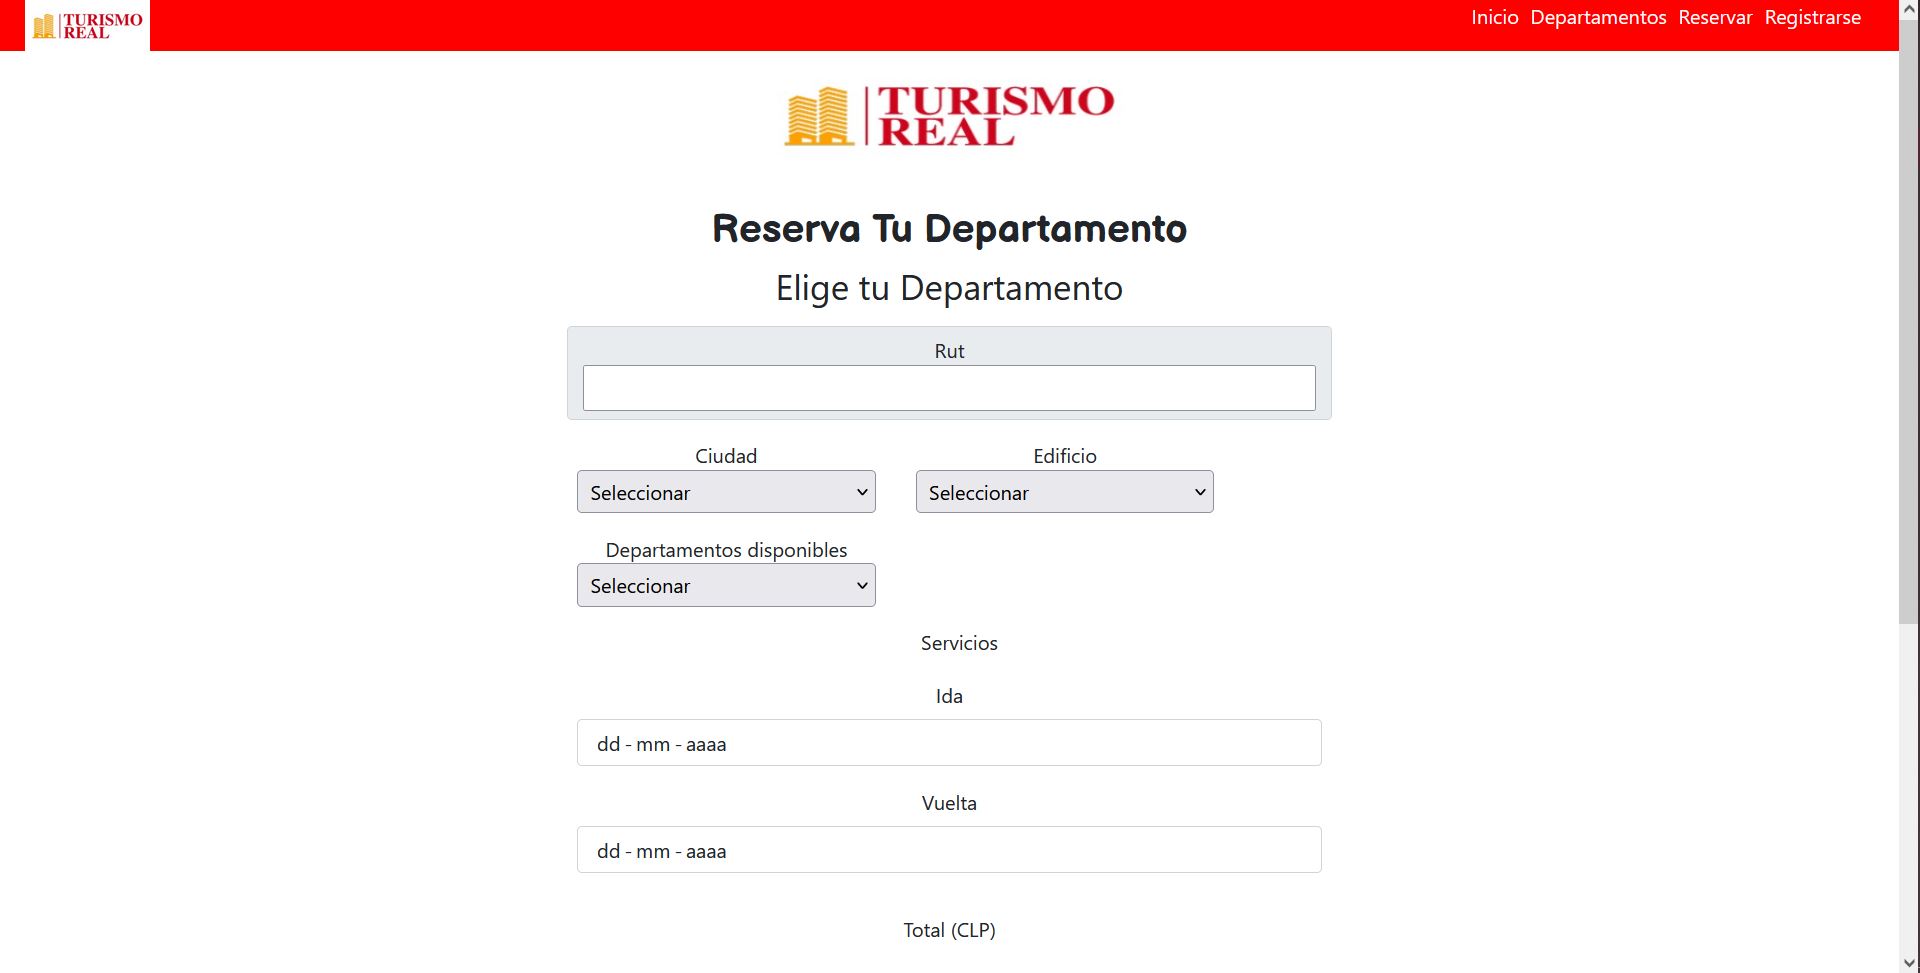 TURISMO
REAL
Inicio Departamentos Reservar Registrarse
TURISMO
REAL
Reserva Tu Departamento
Elige tu Departamento
Rut
Ciudad Edificio
Seleccionar Seleccionar
Departamentos disponibles
Seleccionar
Servicios
Ida
dd - mm - aaaa
Vuelta
dd - mm - aaaa
Total (CLP)